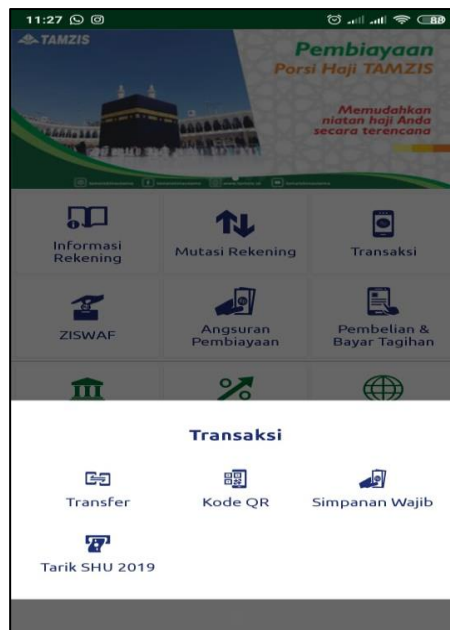 11:27
88
TAMZIS
Pembiayaan
Porsi Haji TAMZIS
Memudahkan
niatan haji Anda
secara terencana
Informasi
Rekening
Mutasi Rekening
Transaksi
ZISWAF
Angsuran
Pembiayaan
Pembelian &
Bayar Tagihan
Transaksi
Transfer
Kode QR
Simpanan Wajib
Tarik SHU 2019